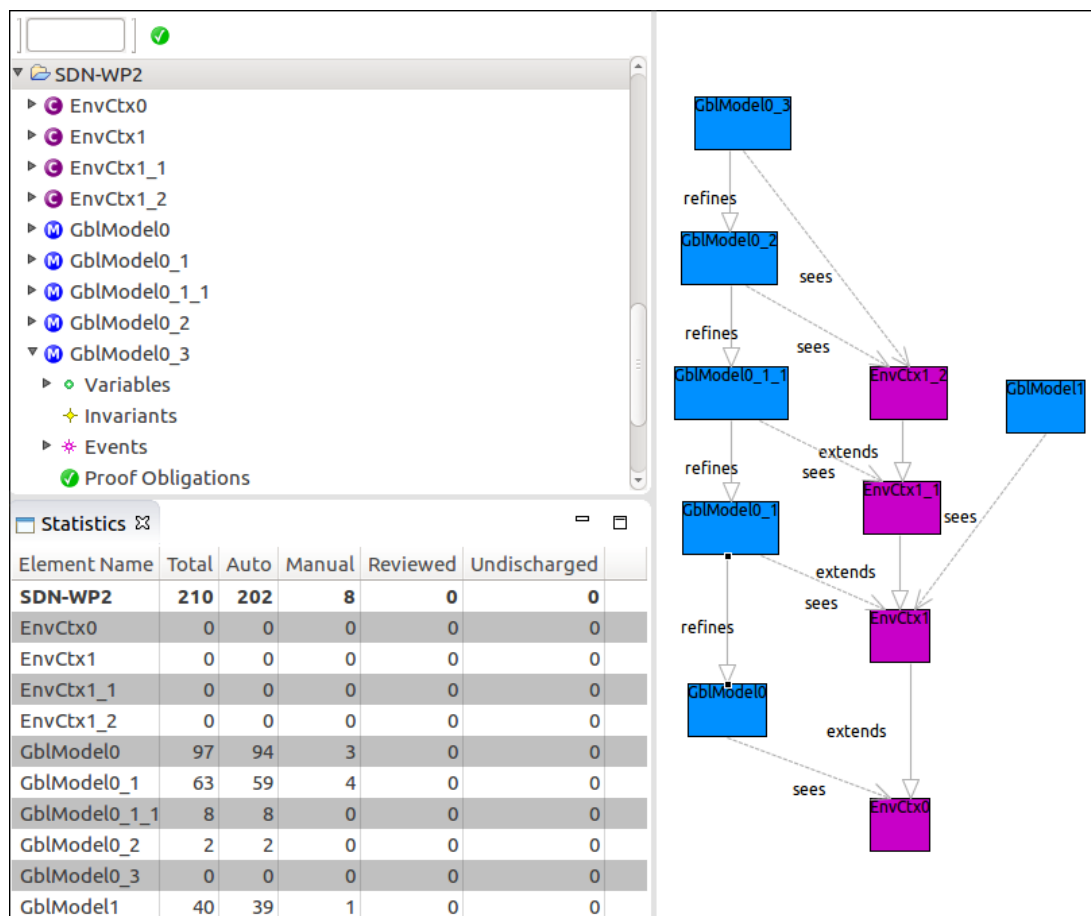 SDN-WP2
EnvCtx0
EnvCtx1
EnvCtx1_1
EnvCtx1_2
GblModel0
GblModel0_1
GblModel0_1_1
GblModel0_2
GblModel0_3
Variables
Invariants
Events
Proof Obligations
Statistics
Element Name Total Auto Manual Reviewed Undischarged
SDN-WP2 210 202 8 0 0
EnvCtx0 0 0 0 0 0
EnvCtx1 0 0 0 0 0
EnvCtx1_1 0 0 0 0 0
EnvCtx1_2 0 0 0 0 0
GblModel0 97 94 3 0 0
GblModel0_1 63 59 4 0 0
GblModel0_1_1 8 8 0 0 0
GblModel0_2 2 2 0 0 0
GblModel0_3 0 0 0 0 0
GblModel1 40 39 1 0 0
GblModel0_3
refines
GblModel0_2
sees
refines
sees
GblModel0_1_1
EnvCtx1_2
GblModel1
extends
refines
sees
EnvCtx1_1
GblModel0_1
sees
extends
sees
EnvCtx1
refines
GblModel0
extends
sees
EnvCtx0